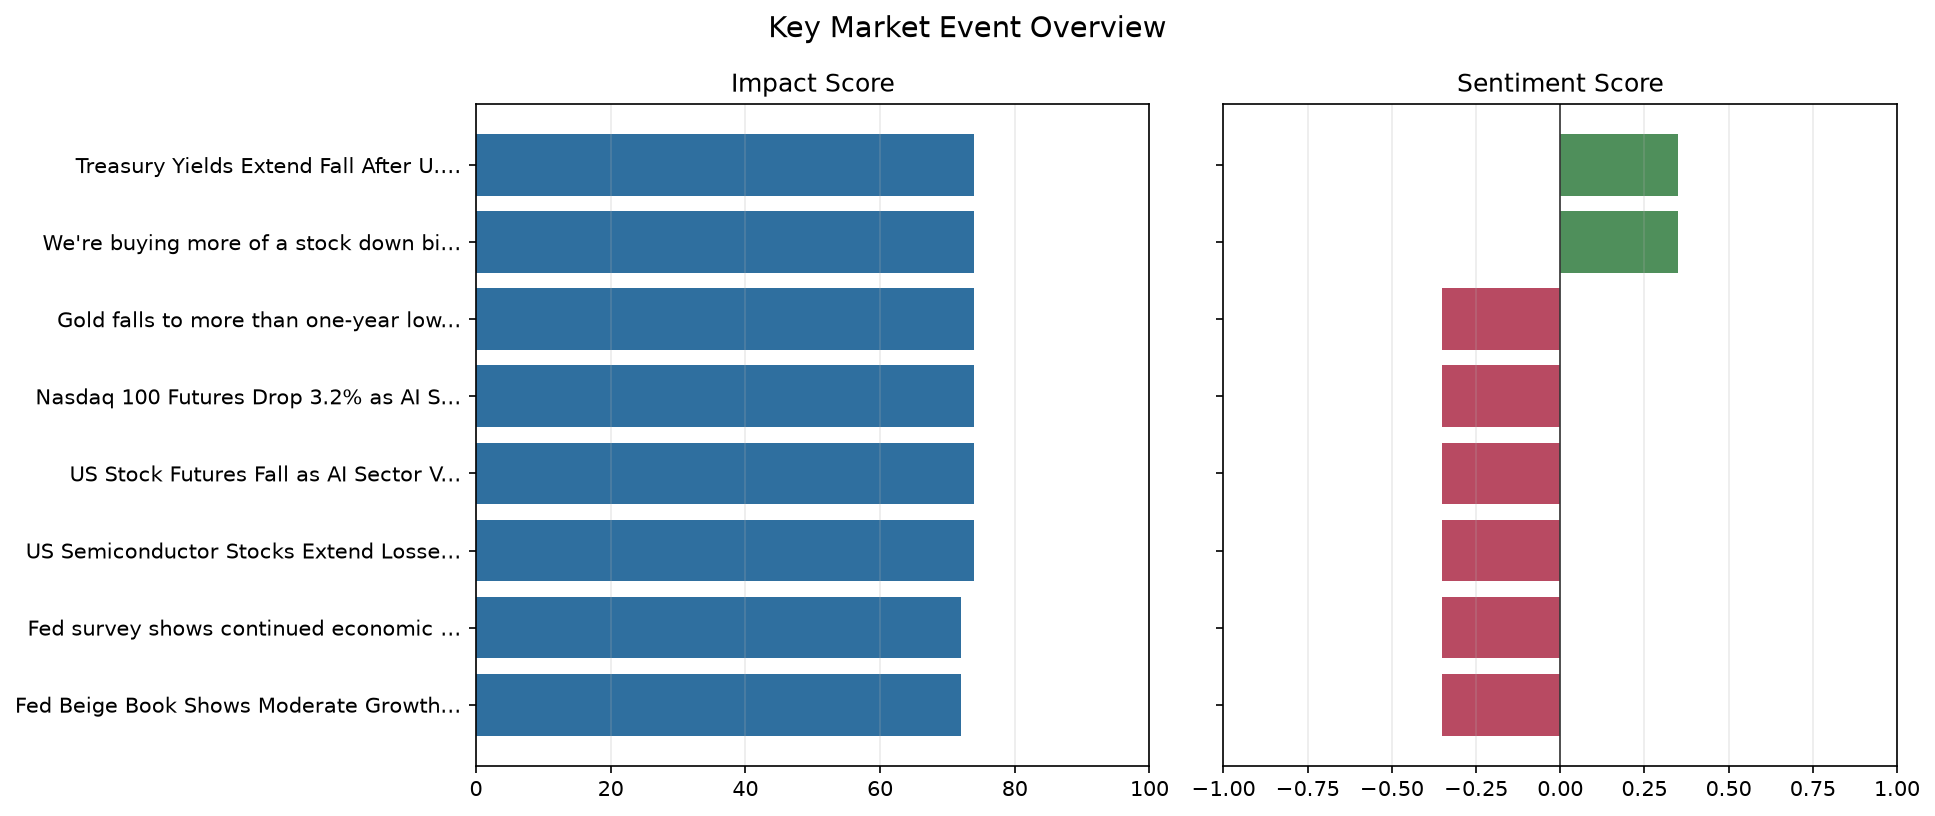 Key Market Event Overview
Impact Score
Sentiment Score
Treasury Yields Extend Fall After U....
We're buying more of a stock down bi...
Gold falls to more than one-year low...
Nasdaq 100 Futures Drop 3.2% as AI S...
US Stock Futures Fall as AI Sector V...
US Semiconductor Stocks Extend Losse...
Fed survey shows continued economic ...
Fed Beige Book Shows Moderate Growth...
0 20 40 60 80 100
−1.00 −0.75 −0.50 −0.25 0.00 0.25 0.50 0.75 1.00